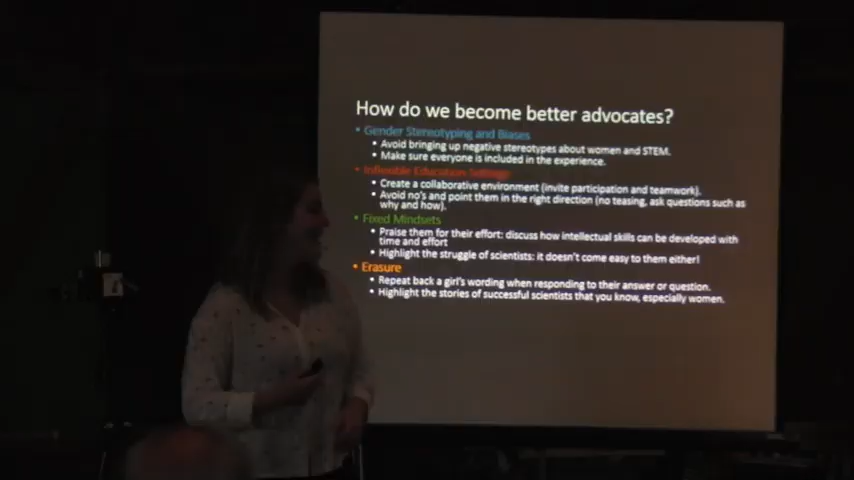 How do we become better advocates?
• Gender Stereotyping and Biases
• Avoid bringing up negative stereotypes about women and STEM.
• Make sure everyone is included in the experience.
• Inflexible Education Settings
• Create a collaborative environment (invite participation and teamwork).
• Avoid no's and point them in the right direction (no teasing, ask questions such as
why and how).
• Fixed Mindsets
• Praise them for their effort: discuss how intellectual skills can be developed with
time and effort
• Highlight the struggle of scientists: it doesn't come easy to them either!
• Erasure
• Repeat back a girl's wording when responding to their answer or question.
• Highlight the stories of successful scientists that you know, especially women.